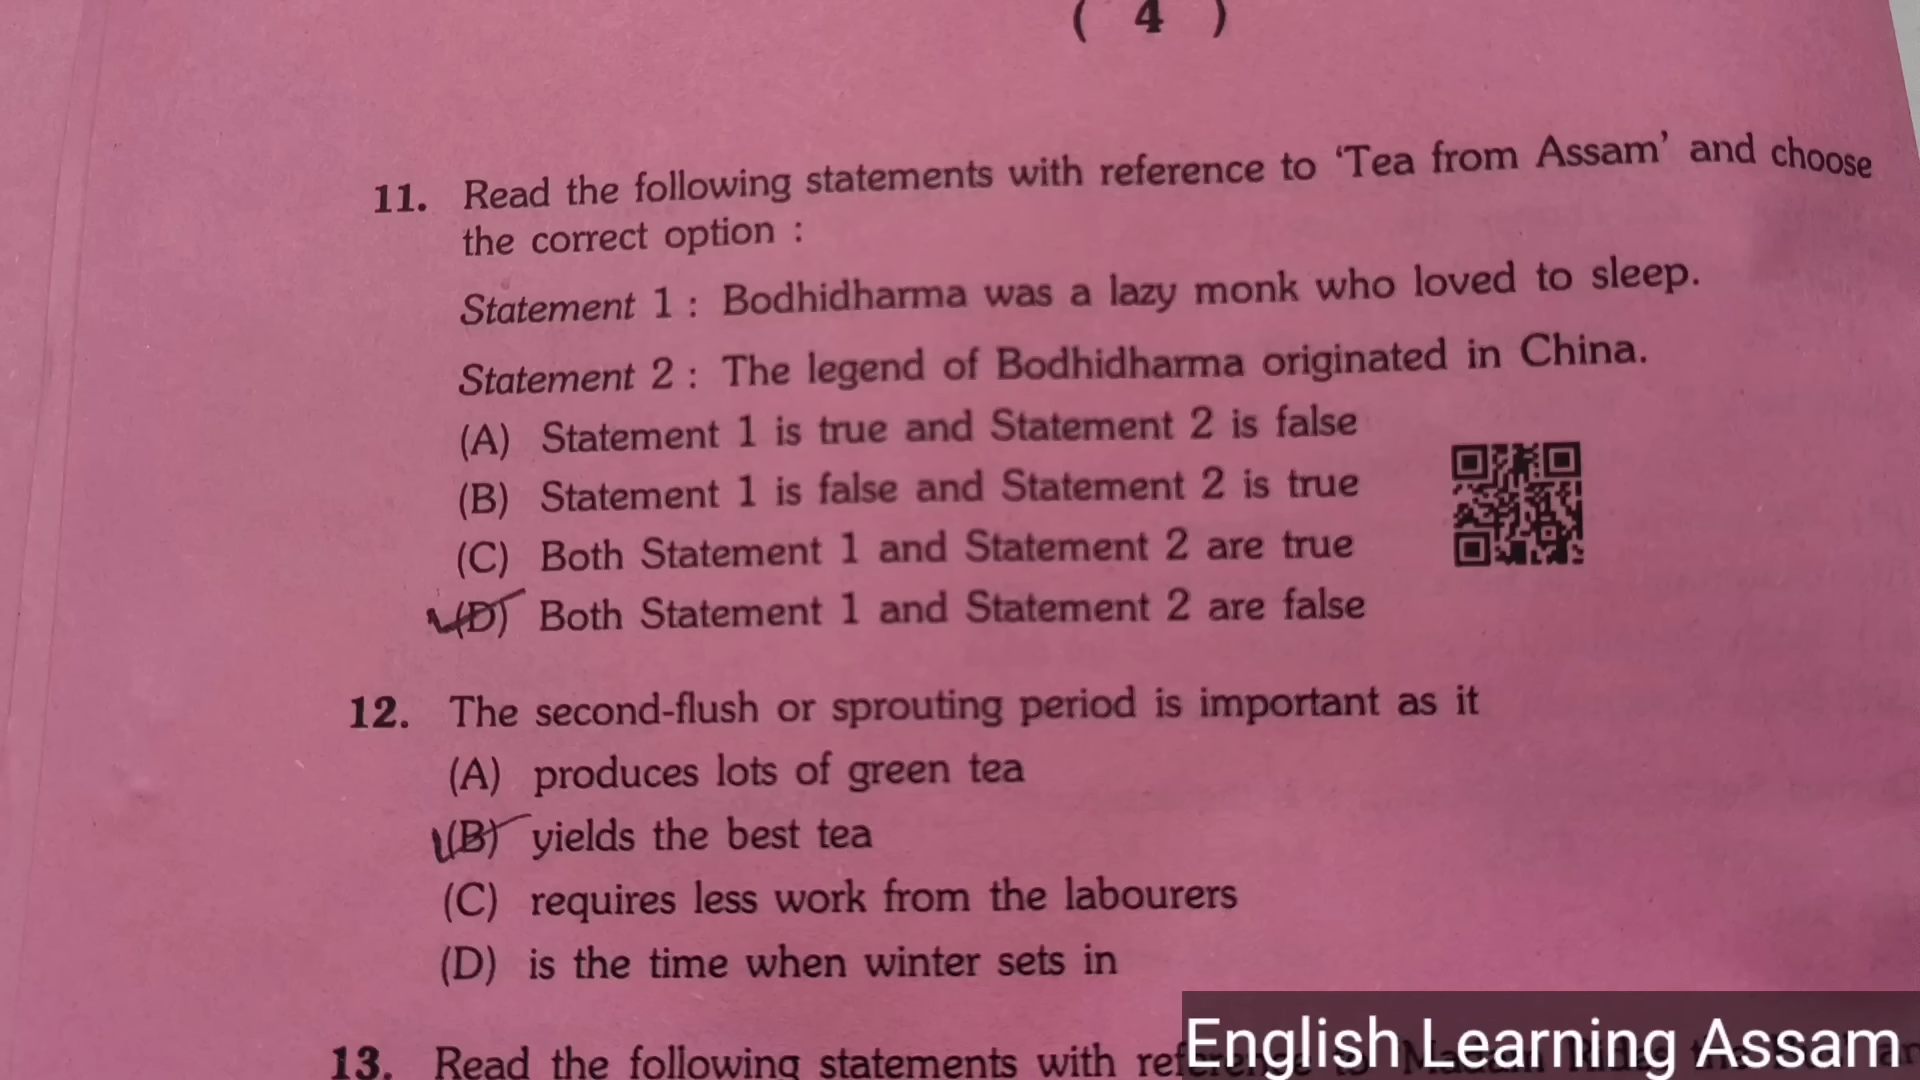 ( 4 )
11. Read the following statements with reference to ‘Tea from Assam’ and choose
the correct option :
Statement 1 : Bodhidharma was a lazy monk who loved to sleep.
Statement 2 : The legend of Bodhidharma originated in China.
(A) Statement 1 is true and Statement 2 is false
(B) Statement 1 is false and Statement 2 is true
(C) Both Statement 1 and Statement 2 are true
(D) Both Statement 1 and Statement 2 are false
12. The second-flush or sprouting period is important as it
(A) produces lots of green tea
(B) yields the best tea
(C) requires less work from the labourers
(D) is the time when winter sets in
13. Read the following statements with
English Learning Assam